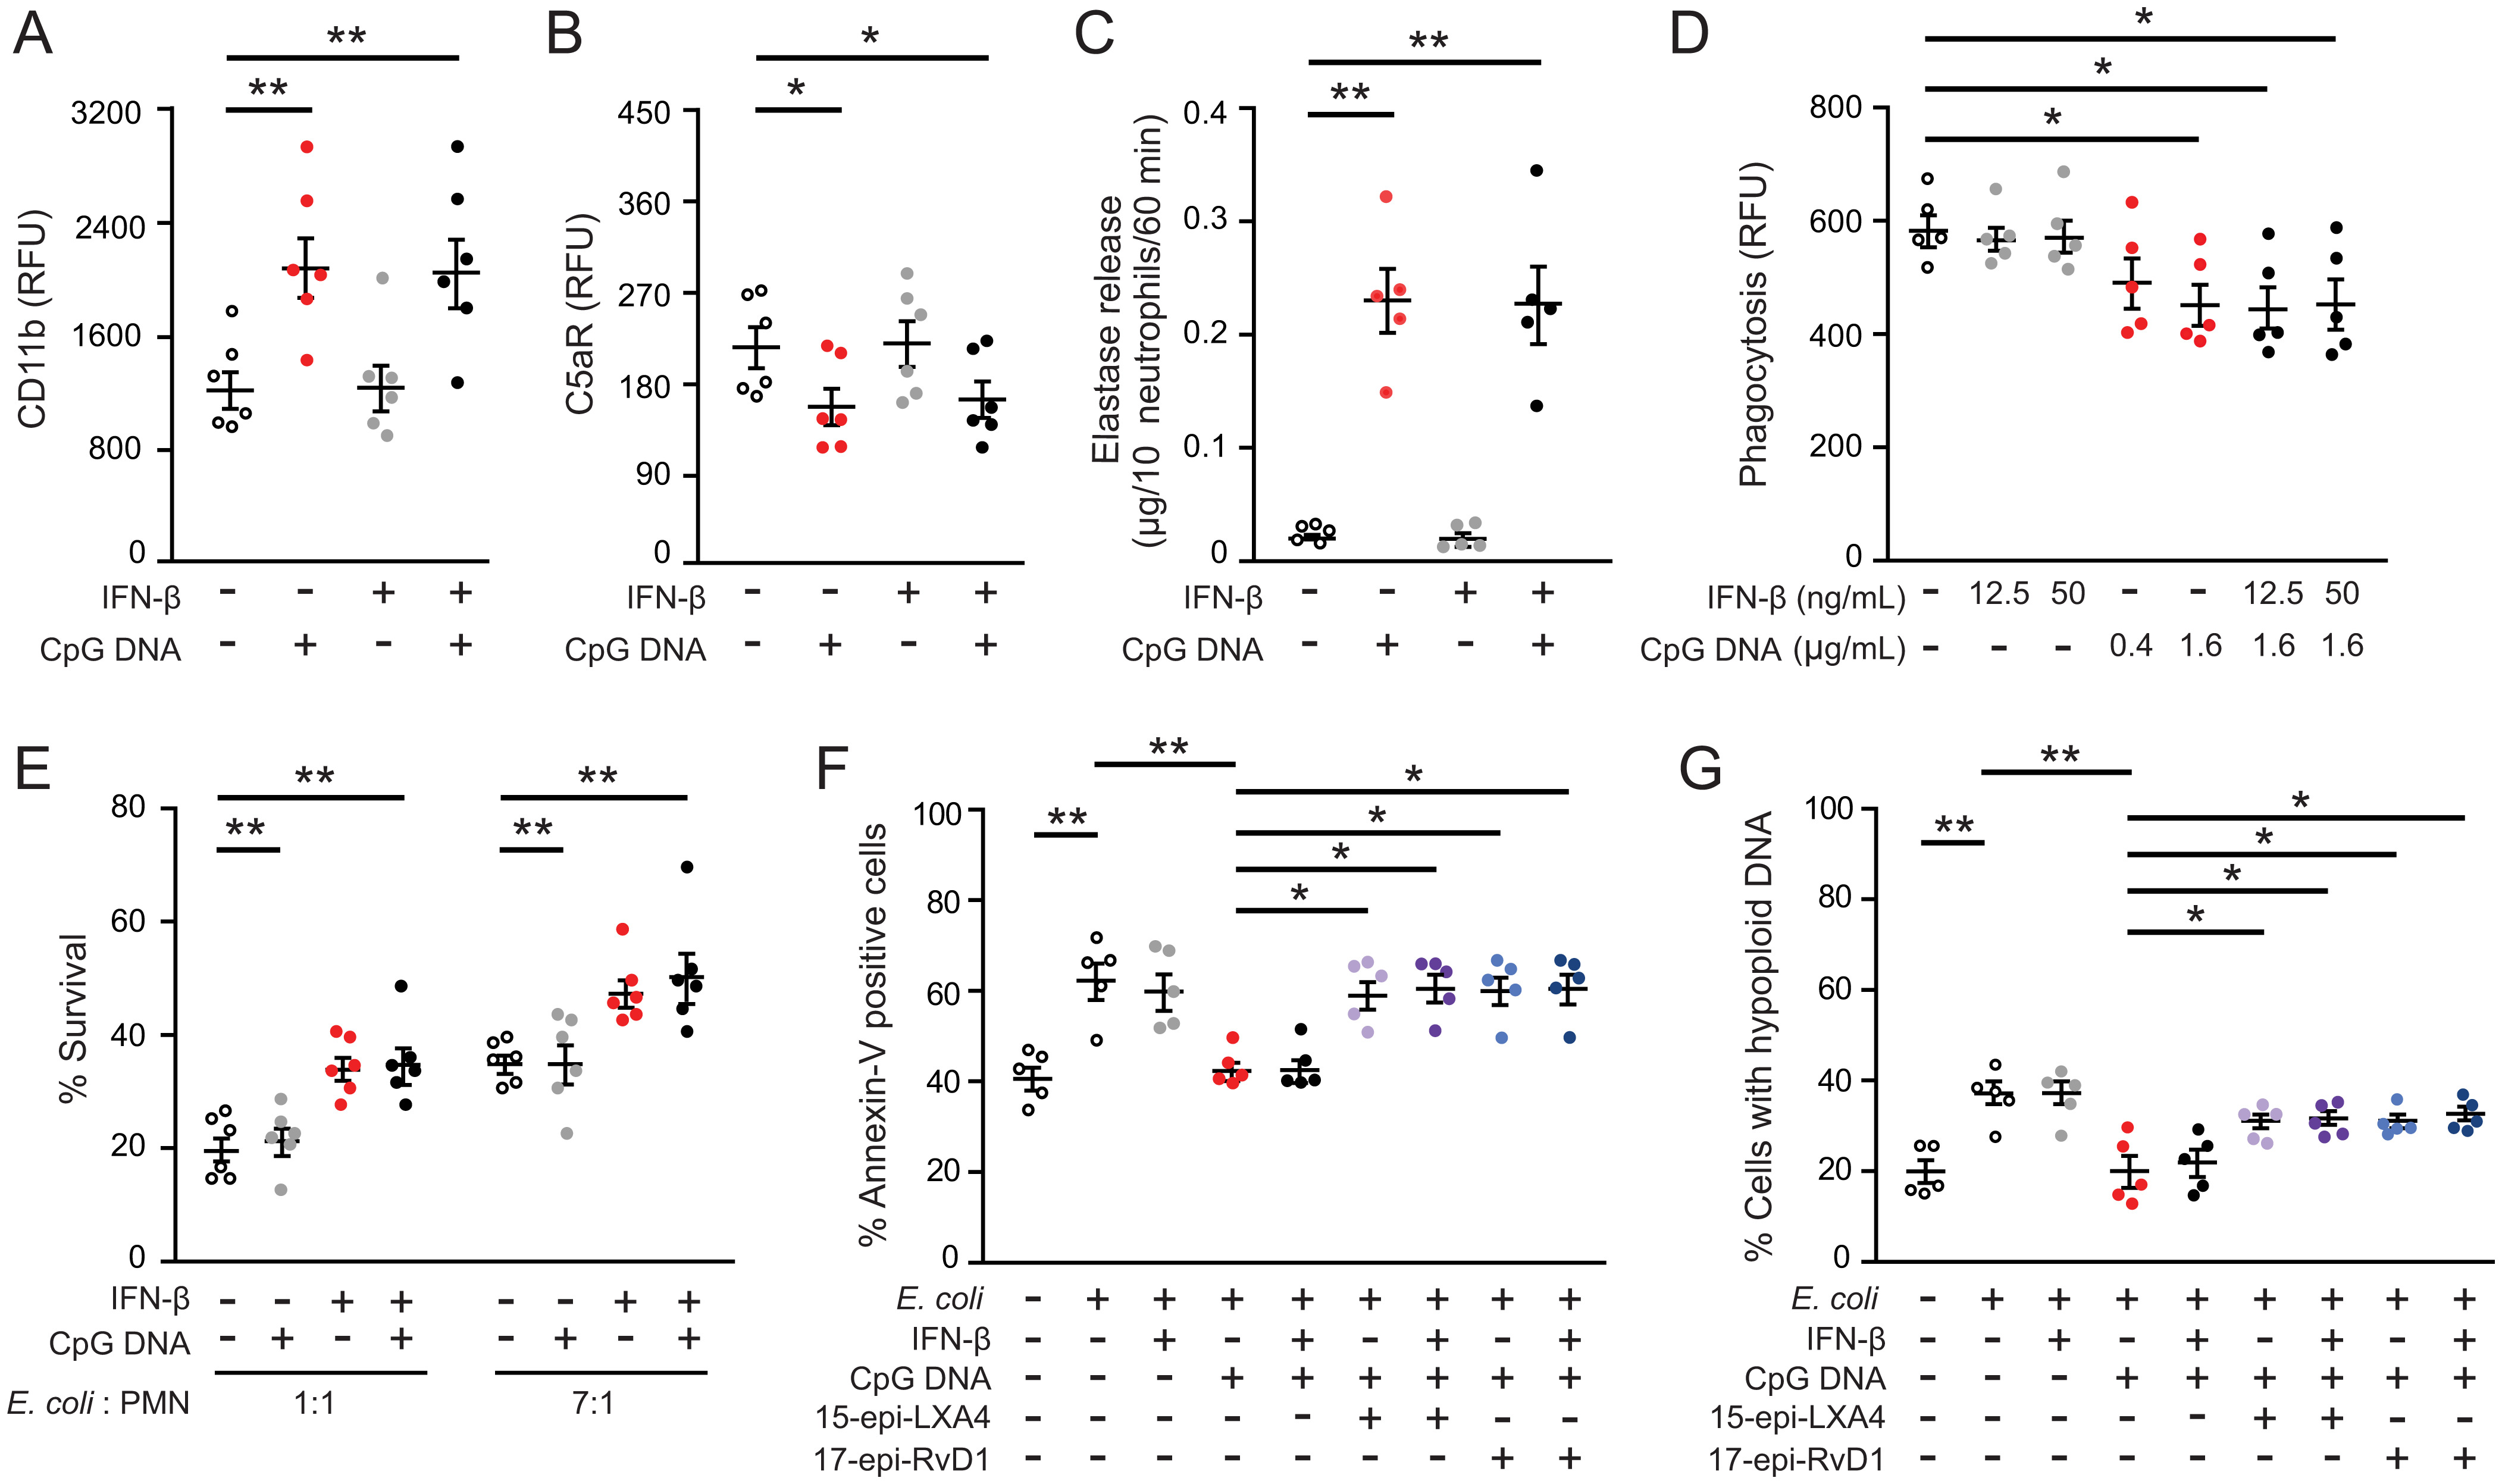 A
**
**
3200
2400
1600
800
0
CD11b (RFU)
IFN-β - - + +
CpG DNA - + - +
B
*
*
450
360
270
180
90
0
C5aR (RFU)
IFN-β - - + +
CpG DNA - + - +
C
**
**
0.4
0.3
0.2
0.1
0
Elastase release
(μg/10 neutrophils/60 min)
IFN-β - - + +
CpG DNA - + - +
D
*
*
*
800
600
400
200
0
Phagocytosis (RFU)
IFN-β (ng/mL) - 12.5 50 - - 12.5 50
CpG DNA (μg/mL) - - - 0.4 1.6 1.6 1.6
E
** **
** **
80
60
40
20
0
% Survival
IFN-β - - + + - - + +
CpG DNA - + - + - + - +
E. coli : PMN 1:1 7:1
F
**
**
*
*
*
*
100
80
60
40
20
0
% Annexin-V positive cells
E. coli - + + + + + + + +
IFN-β - - + - + - + - +
CpG DNA - - - + + + + + +
15-epi-LXA4 - - - - - + + - -
17-epi-RvD1 - - - - - - - + +
G
**
**
*
*
*
*
100
80
60
40
20
0
% Cells with hypoploid DNA
E. coli - + + + + + + + +
IFN-β - - + - + - + - +
CpG DNA - - - + + + + + +
15-epi-LXA4 - - - - - + + - -
17-epi-RvD1 - - - - - - - + +